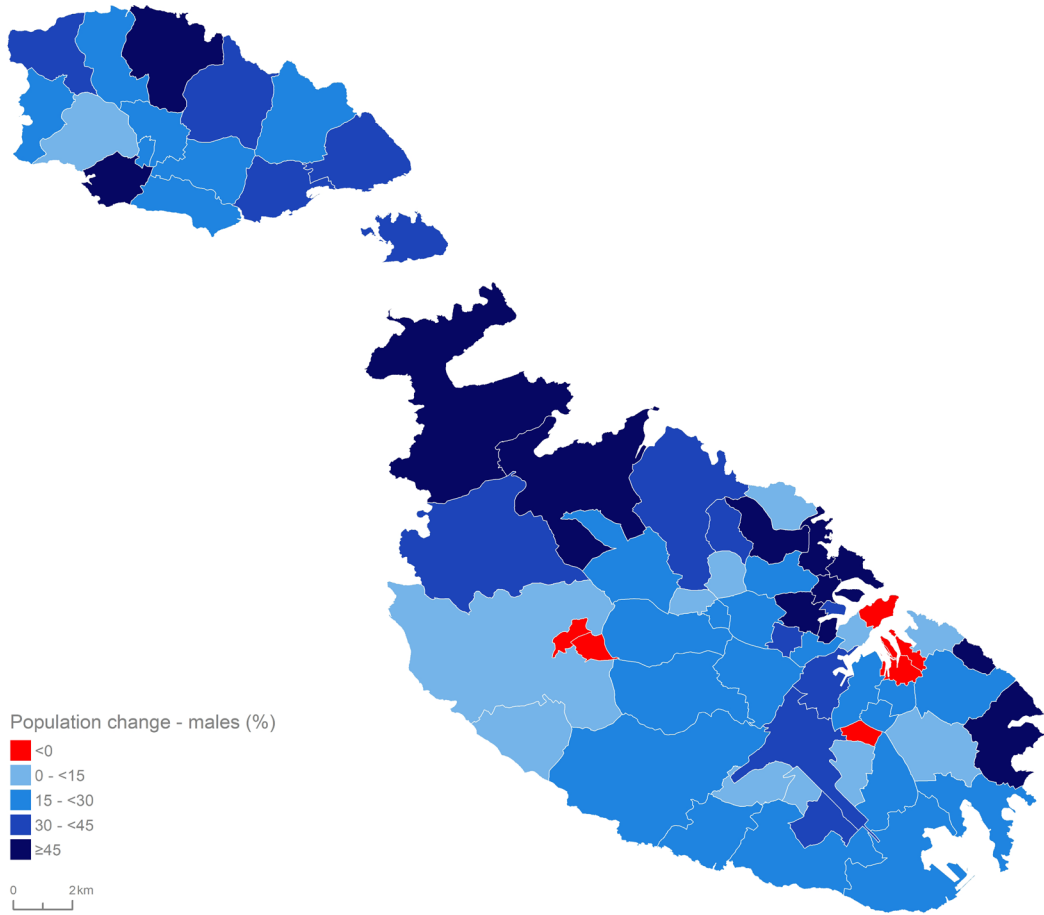 Population change - males (%)
<0
0 - <15
15 - <30
30 - <45
≥45
0 2km